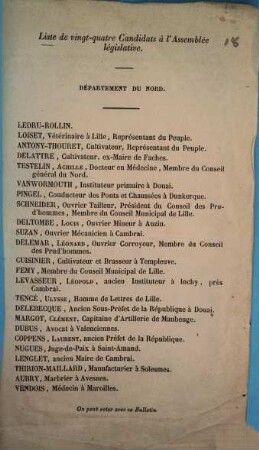 Liste de vingt-quatre Candidats à l'Assemblée
législative.
18
DÉPARTEMENT DU NORD.
LEDRU-ROLLIN.
LOISET, Vétérinaire à Lille, Représentant du Peuple.
ANTONY-THOURET, Cultivateur, Représentant du Peuple.
DELATTRE, Cultivateur, ex-Maire de Faches.
TESTELIN, ACHILLE, Docteur en Médecine, Membre du Conseil
général du Nord.
VANWORMOUTH, Instituteur primaire à Douai.
PINGEL, Conducteur des Ponts et Chaussées à Dunkerque.
SCHNEIDER, Ouvrier Tailleur, Président du Conseil des Pru-
d'hommes, Membre du Conseil Municipal de Lille.
DELTOMBE, LOUIS, Ouvrier Mineur à Anzin.
SUZAN, Ouvrier Mécanicien à Cambrai.
DELEMAR, LÉONARD, Ouvrier Corroyeur, Membre du Conseil
des Prud'hommes.
CUISINIER, Cultivateur et Brasseur à Templeuve.
FEMY, Membre du Conseil Municipal de Lille.
LEVASSEUR, LÉOPOLD, ancien Instituteur à Inchy, près
Cambrai.
TENCÉ, ULYSSE, Homme de Lettres de Lille.
DELEBECQUE, Ancien Sous-Préfet de la République à Douai.
MARGOT, CLÉMENT, Capitaine d'Artillerie de Maubeuge.
DUBUS, Avocat à Valenciennes.
COPPENS, LAURENT, ancien Préfet de la République.
NUGUES, Juge-de-Paix à Saint-Amand.
LENGLET, ancien Maire de Cambrai.
THIRION-MAILLARD, Manufacturier à Solesmes.
AUBRY, Marbrier à Avesnes.
VENDOIS, Médecin à Maroilles.
On peut voter avec ce Bulletin.